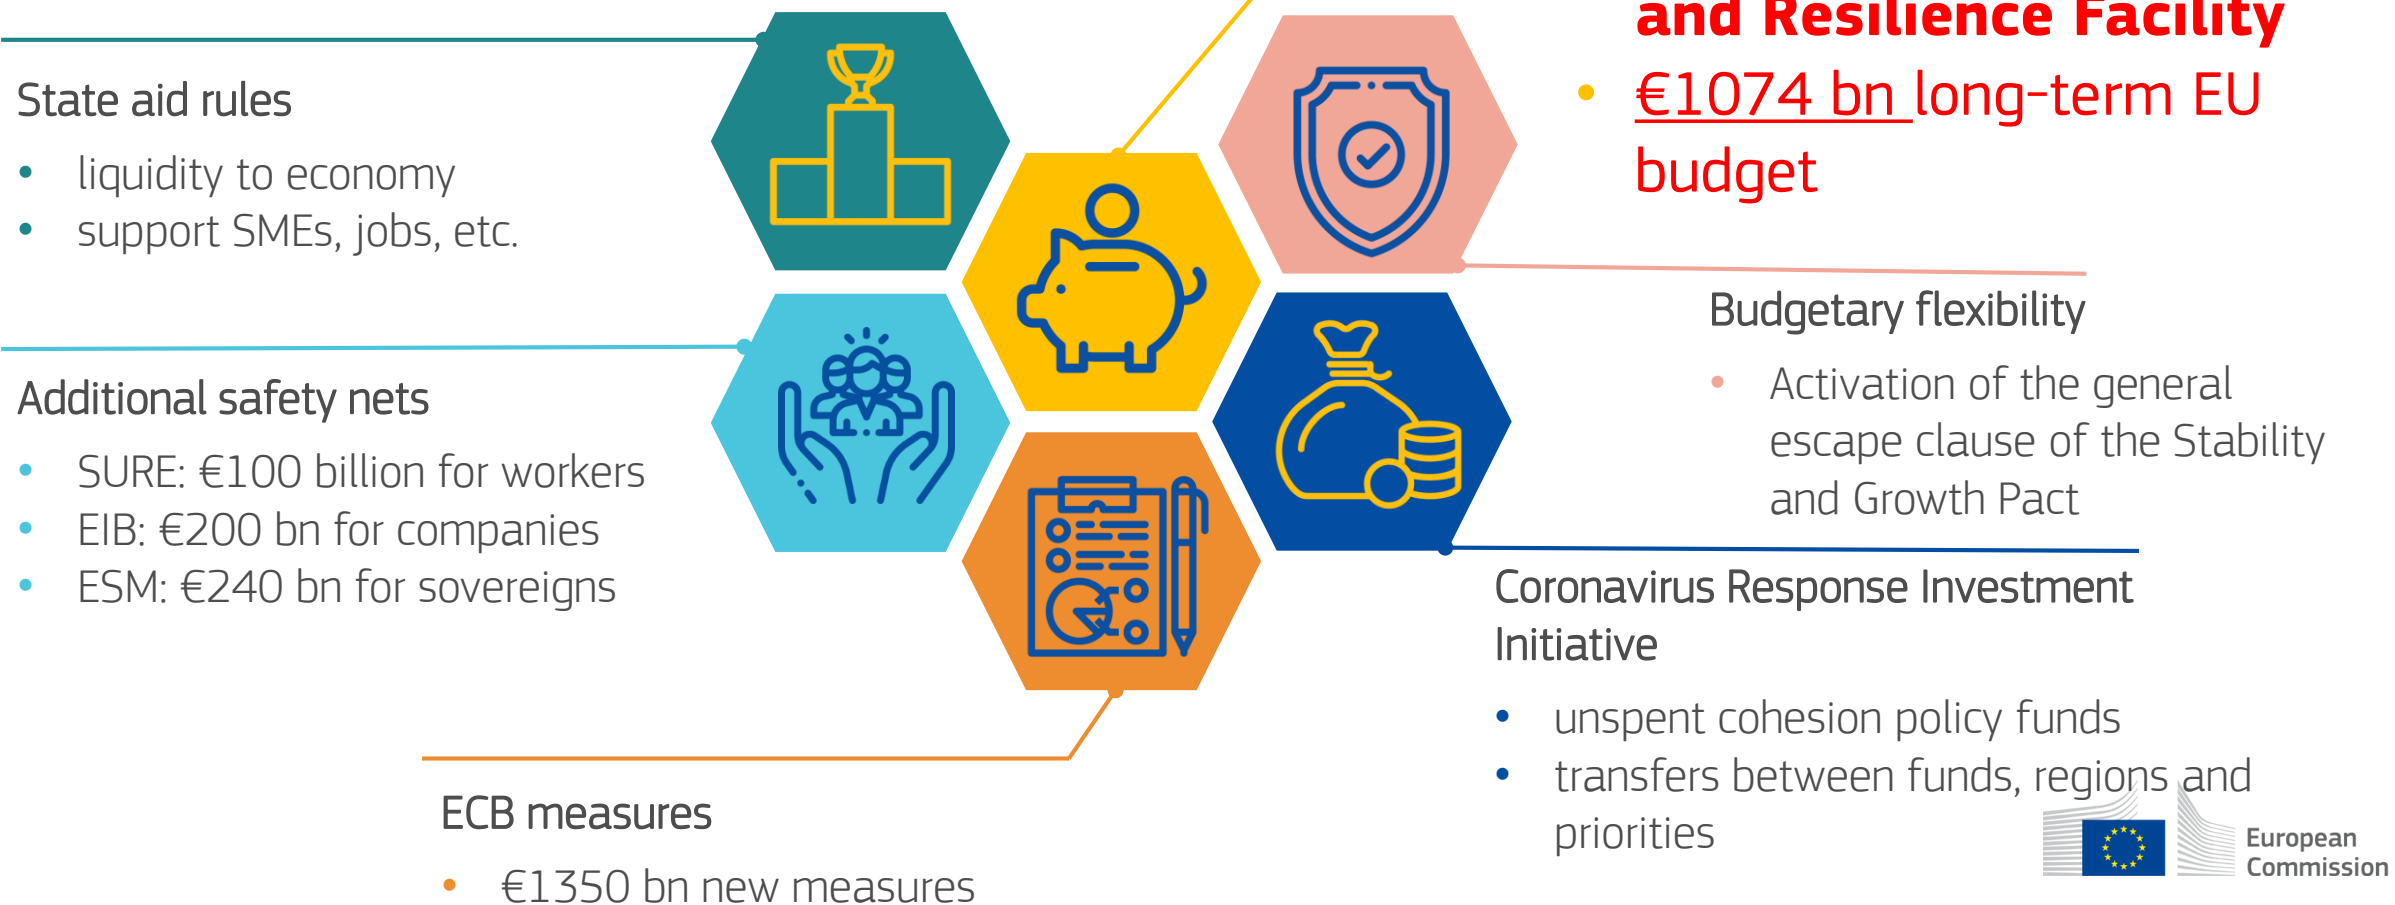 and Resilience Facility
• €1074 bn long-term EU
budget
State aid rules
• liquidity to economy
• support SMEs, jobs, etc.
Additional safety nets
• SURE: €100 billion for workers
• EIB: €200 bn for companies
• ESM: €240 bn for sovereigns
Budgetary flexibility
• Activation of the general
escape clause of the Stability
and Growth Pact
Coronavirus Response Investment
Initiative
• unspent cohesion policy funds
• transfers between funds, regions and
priorities
ECB measures
• €1350 bn new measures
European
Commission